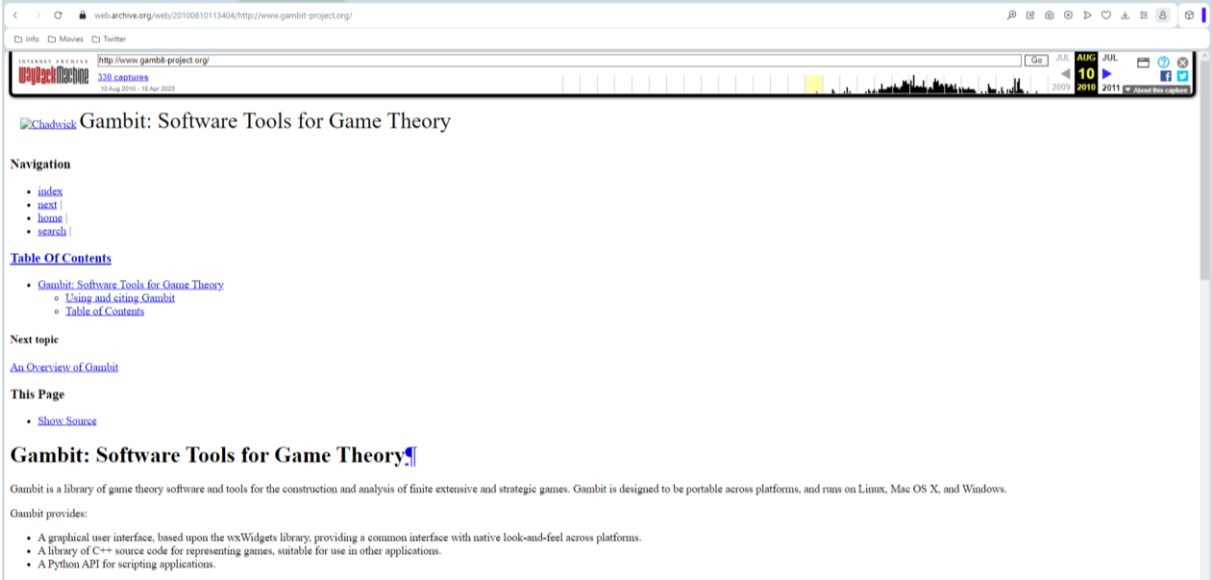 web.archive.org/web/20100810113404/http://www.gambit-project.org/
Info Movies Twitter
INTERNET ARCHIVE
WayBackMachine
http://www.gambit-project.org/ Go
330 captures
10 Aug 2010 - 18 Apr 2023
JUL AUG JUL
10
2009 2010 2011
About this capture
Chadwick Gambit: Software Tools for Game Theory
Navigation
index
next |
home |
search |
Table Of Contents
Gambit: Software Tools for Game Theory
Using and citing Gambit
Table of Contents
Next topic
An Overview of Gambit
This Page
Show Source
Gambit: Software Tools for Game Theory¶
Gambit is a library of game theory software and tools for the construction and analysis of finite extensive and strategic games. Gambit is designed to be portable across platforms, and runs on Linux, Mac OS X, and Windows.
Gambit provides:
A graphical user interface, based upon the wxWidgets library, providing a common interface with native look-and-feel across platforms.
A library of C++ source code for representing games, suitable for use in other applications.
A Python API for scripting applications.